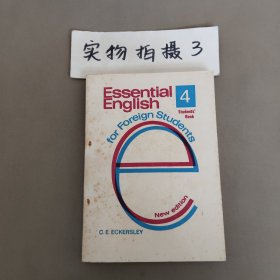 实物拍摄3
Essential
English
4
Students'
Book
for Foreign Students
New edition
C. E. ECKERSLEY